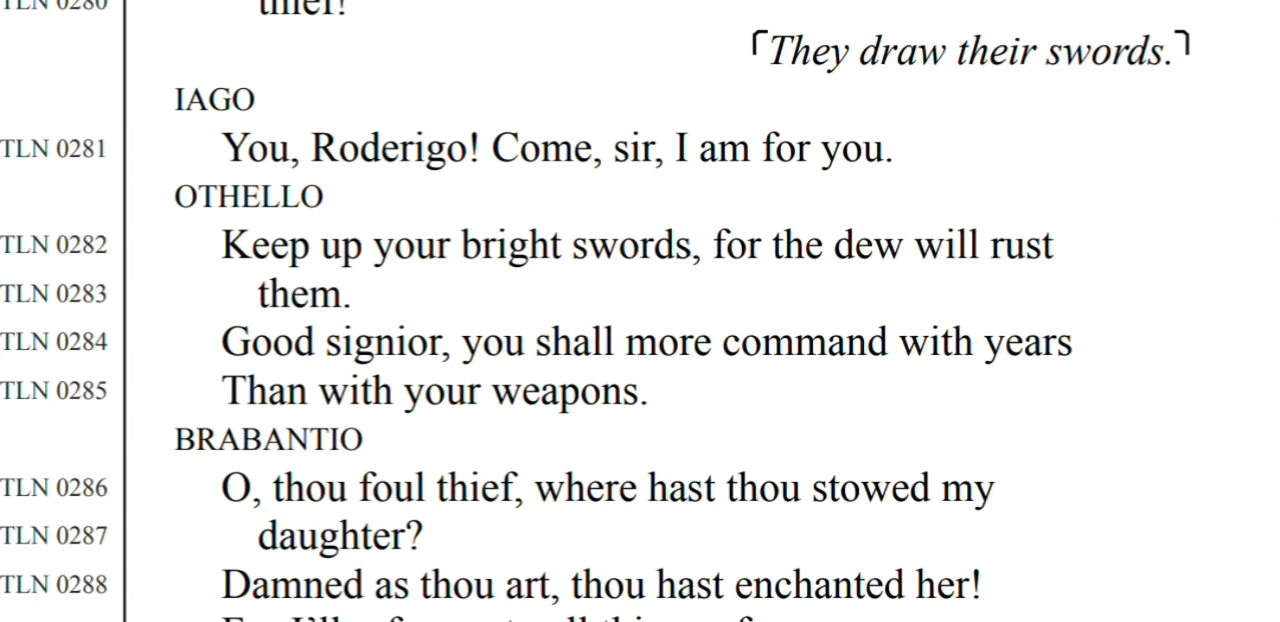 TLN 0280 thief!
⌜They draw their swords.⌝
IAGO
TLN 0281 You, Roderigo! Come, sir, I am for you.
OTHELLO
TLN 0282 Keep up your bright swords, for the dew will rust
TLN 0283 them.
TLN 0284 Good signior, you shall more command with years
TLN 0285 Than with your weapons.
BRABANTIO
TLN 0286 O, thou foul thief, where hast thou stowed my
TLN 0287 daughter?
TLN 0288 Damned as thou art, thou hast enchanted her!